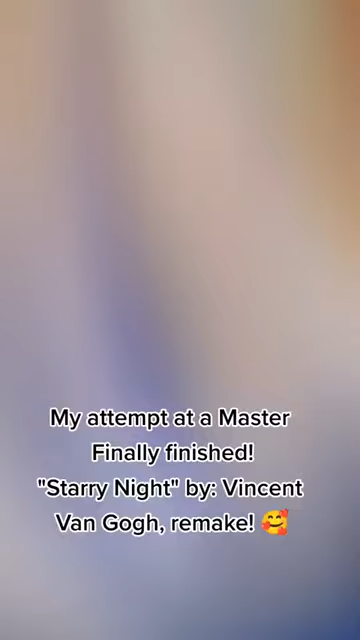 My attempt at a Master
Finally finished!
"Starry Night" by: Vincent
Van Gogh, remake! 🥰